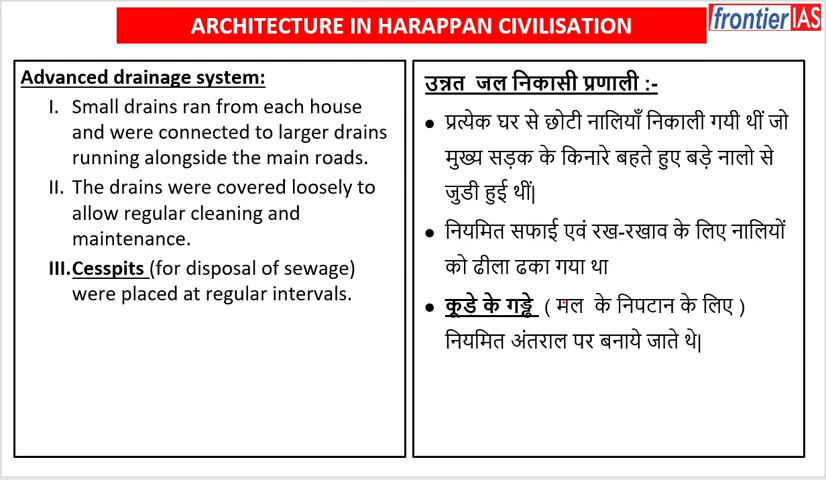 ARCHITECTURE IN HARAPPAN CIVILISATION
frontierIAS
Advanced drainage system:
I. Small drains ran from each house
and were connected to larger drains
running alongside the main roads.
II. The drains were covered loosely to
allow regular cleaning and
maintenance.
III.Cesspits (for disposal of sewage)
were placed at regular intervals.
उन्नत जल निकासी प्रणाली :-
• प्रत्येक घर से छोटी नालियाँ निकाली गयी थीं जो
मुख्य सड़क के किनारे बहते हुए बड़े नालो से
जुडी हुई थीं|
• नियमित सफाई एवं रख-रखाव के लिए नालियों
को ढीला ढका गया था
• कूड़े के गड्ढे ( मल के निपटान के लिए )
नियमित अंतराल पर बनाये जाते थे|